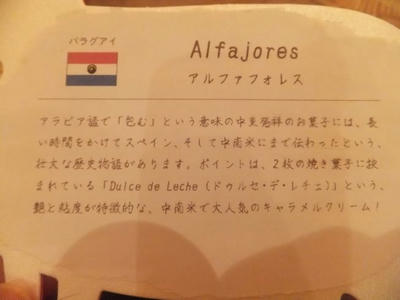 パラグアイ
Alfajores
アルファフォレス
アラビア語で「包む」という意味の中東発祥のお菓子には、長
い時間をかけてスペイン、そして中南米にまで伝わったという、
壮大な歴史物語があります。ポイントは、2枚の焼き菓子に挟
まれている「Dulce de Leche (ドゥルセ・デ・レチェ)」という、
艶と粘度が特徴的な、中南米で大人気のキャラメルクリーム!